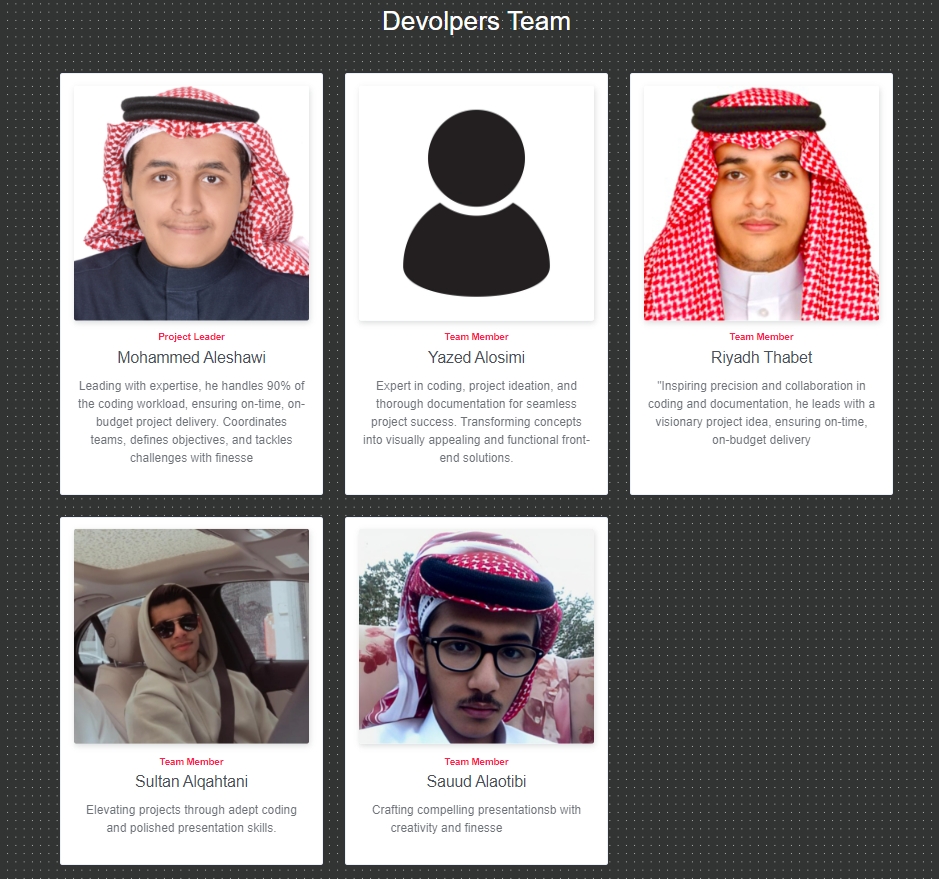 Devolpers Team
Project Leader
Mohammed Aleshawi
Leading with expertise, he handles 90% of
the coding workload, ensuring on-time, on-
budget project delivery. Coordinates
teams, defines objectives, and tackles
challenges with finesse
Team Member
Yazed Alosimi
Expert in coding, project ideation, and
thorough documentation for seamless
project success. Transforming concepts
into visually appealing and functional front-
end solutions.
Team Member
Riyadh Thabet
"Inspiring precision and collaboration in
coding and documentation, he leads with a
visionary project idea, ensuring on-time,
on-budget delivery
Team Member
Sultan Alqahtani
Elevating projects through adept coding
and polished presentation skills.
Team Member
Sauud Alaotibi
Crafting compelling presentationsb with
creativity and finesse